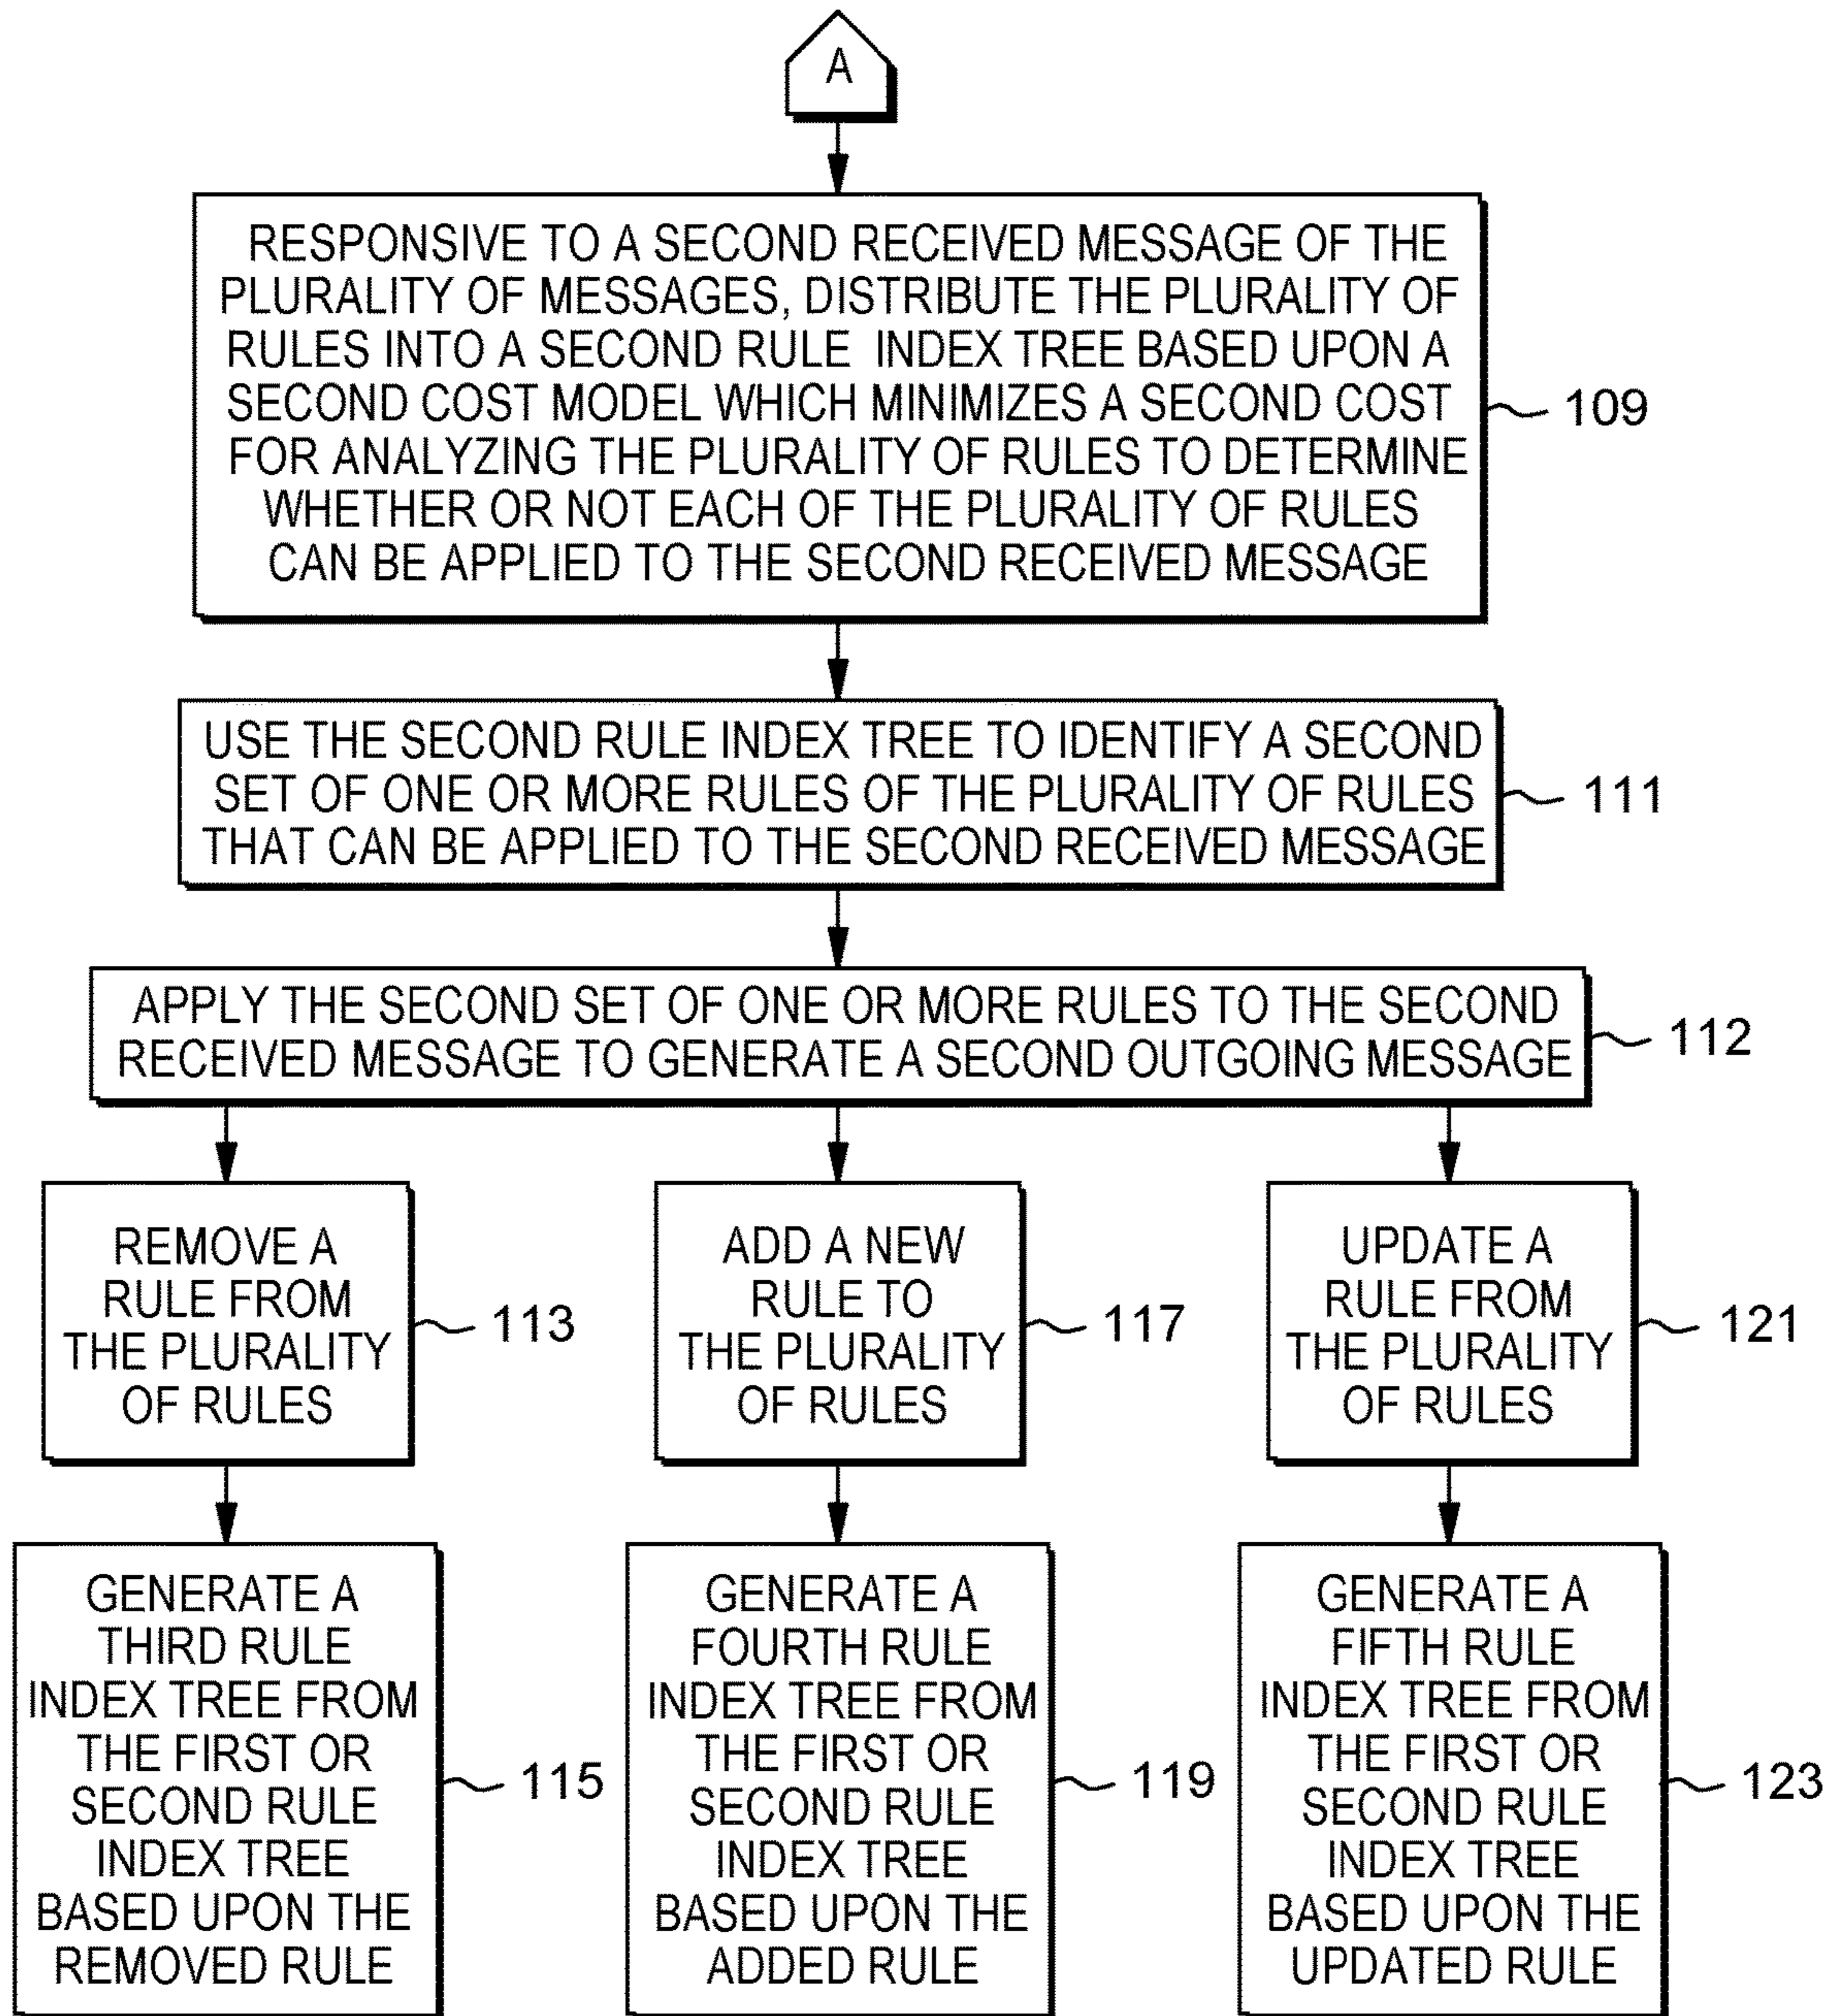 A
RESPONSIVE TO A SECOND RECEIVED MESSAGE OF THE
PLURALITY OF MESSAGES, DISTRIBUTE THE PLURALITY OF
RULES INTO A SECOND RULE INDEX TREE BASED UPON A
SECOND COST MODEL WHICH MINIMIZES A SECOND COST
FOR ANALYZING THE PLURALITY OF RULES TO DETERMINE
WHETHER OR NOT EACH OF THE PLURALITY OF RULES
CAN BE APPLIED TO THE SECOND RECEIVED MESSAGE
109
USE THE SECOND RULE INDEX TREE TO IDENTIFY A SECOND
SET OF ONE OR MORE RULES OF THE PLURALITY OF RULES
THAT CAN BE APPLIED TO THE SECOND RECEIVED MESSAGE
111
APPLY THE SECOND SET OF ONE OR MORE RULES TO THE SECOND
RECEIVED MESSAGE TO GENERATE A SECOND OUTGOING MESSAGE
112
REMOVE A
RULE FROM
THE PLURALITY
OF RULES
113
ADD A NEW
RULE TO
THE PLURALITY
OF RULES
117
UPDATE A
RULE FROM
THE PLURALITY
OF RULES
121
GENERATE A
THIRD RULE
INDEX TREE FROM
THE FIRST OR
SECOND RULE
INDEX TREE
BASED UPON THE
REMOVED RULE
115
GENERATE A
FOURTH RULE
INDEX TREE FROM
THE FIRST OR
SECOND RULE
INDEX TREE
BASED UPON THE
ADDED RULE
119
GENERATE A
FIFTH RULE
INDEX TREE FROM
THE FIRST OR
SECOND RULE
INDEX TREE
BASED UPON THE
UPDATED RULE
123